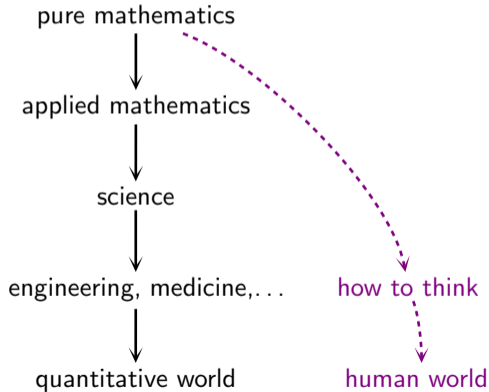 pure mathematics
applied mathematics
science
engineering, medicine,...
how to think
quantitative world
human world